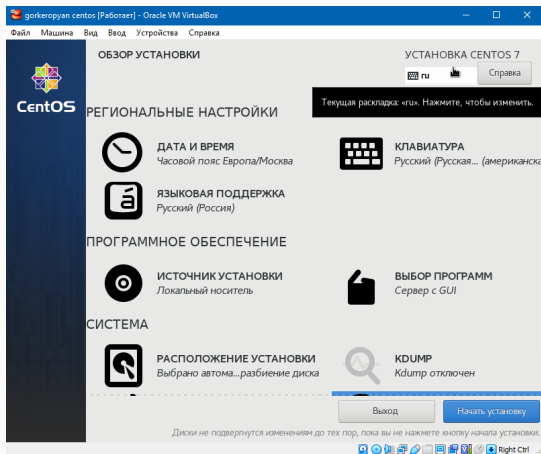 gorkeropyan centos [Работает] - Oracle VM VirtualBox
Файл Машина Вид Ввод Устройства Справка
ОБЗОР УСТАНОВКИ
УСТАНОВКА CENTOS 7
ru
Справка
CentOS
Текущая раскладка: «ru». Нажмите, чтобы изменить.
РЕГИОНАЛЬНЫЕ НАСТРОЙКИ
ДАТА И ВРЕМЯ
Часовой пояс Европа/Москва
КЛАВИАТУРА
Русский (Русская... (американска
á
ЯЗЫКОВАЯ ПОДДЕРЖКА
Русский (Россия)
ПРОГРАММНОЕ ОБЕСПЕЧЕНИЕ
ИСТОЧНИК УСТАНОВКИ
Локальный носитель
ВЫБОР ПРОГРАММ
Сервер с GUI
СИСТЕМА
РАСПОЛОЖЕНИЕ УСТАНОВКИ
Выбрано автома...разбиение диска
KDUMP
Kdump отключен
Выход
Начать установку
Диски не подвергнутся изменениям до тех пор, пока вы не нажмете кнопку начала установки.
Right Ctrl